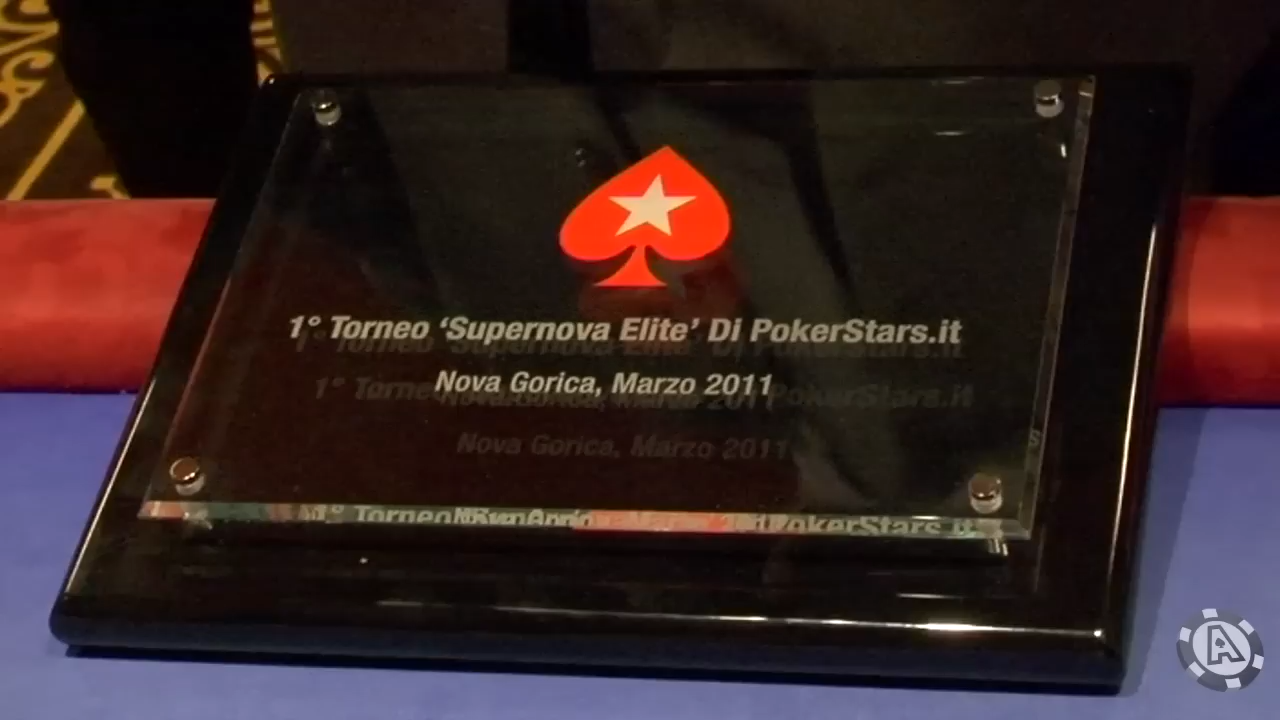 1° Torneo ‘Supernova Elite’ Di PokerStars.it
Nova Gorica, Marzo 2011
A